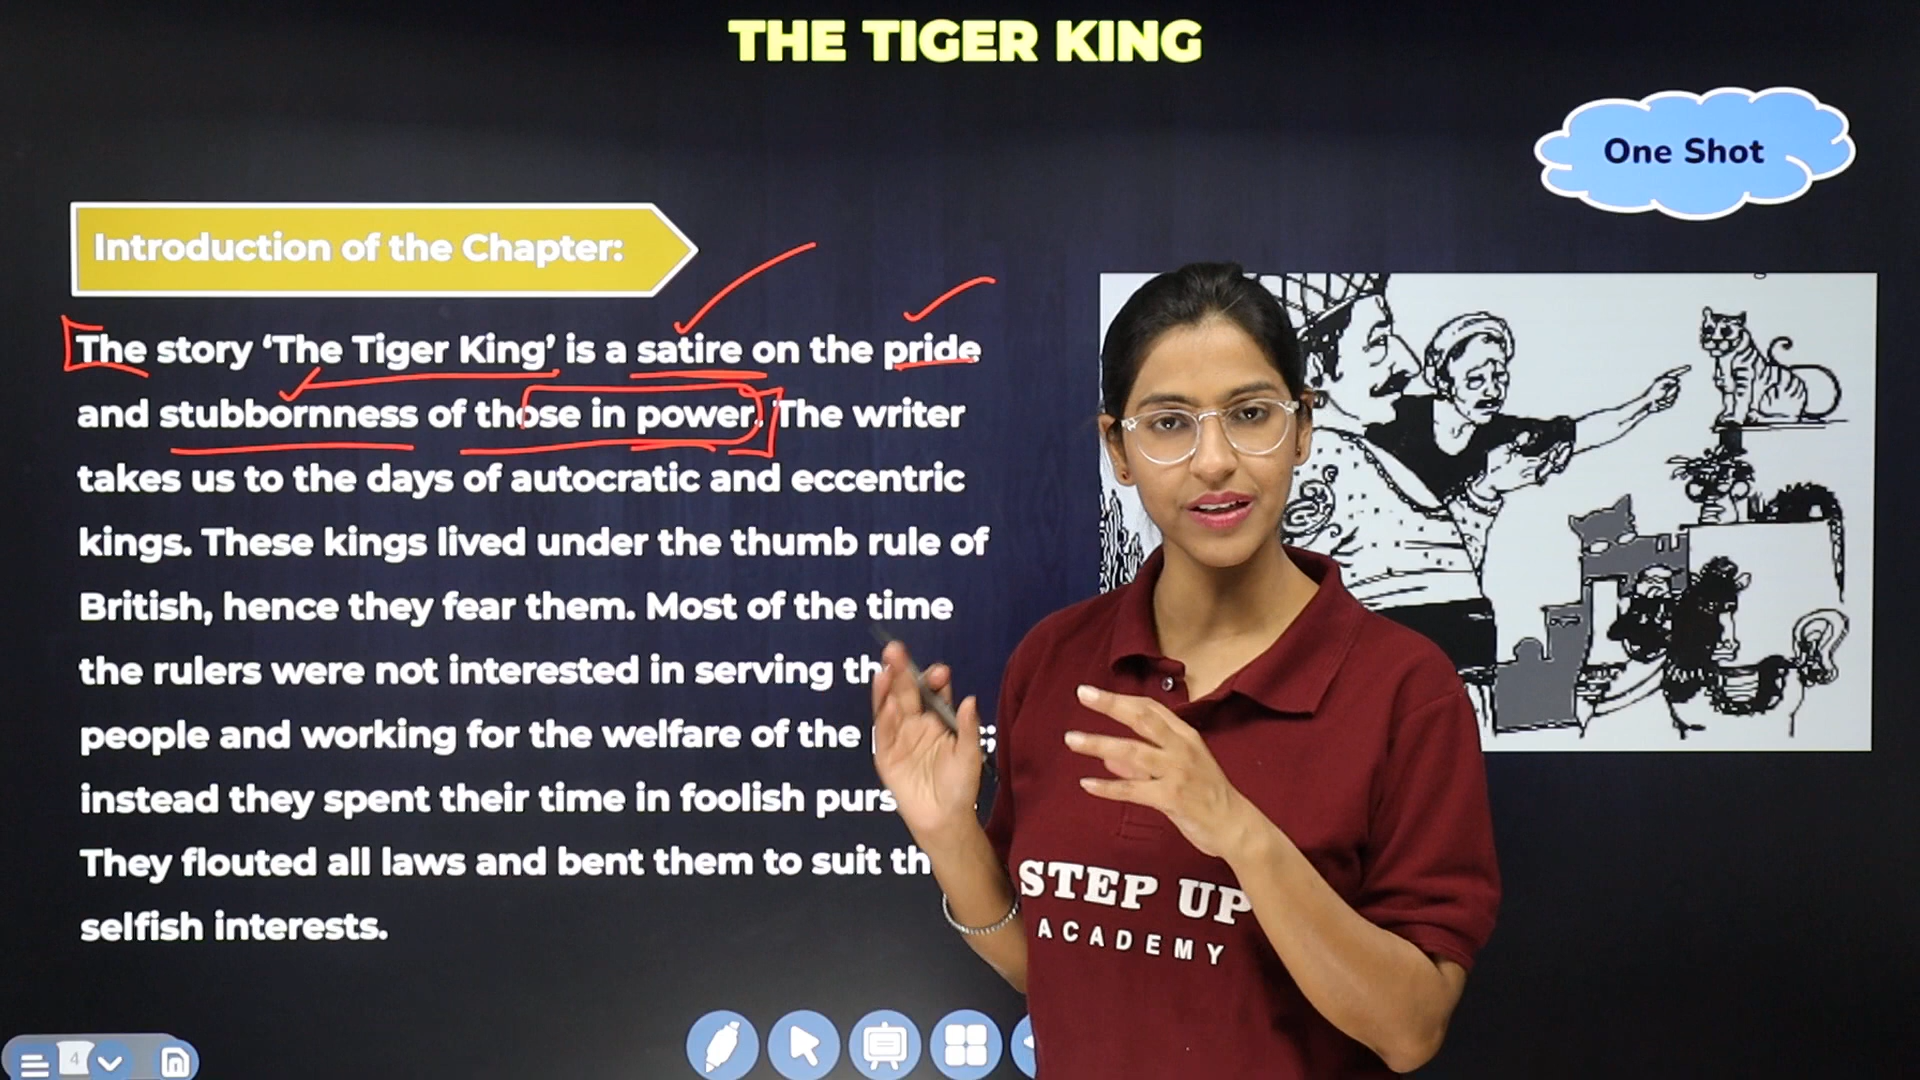 THE TIGER KING
One Shot
Introduction of the Chapter:
The story ‘The Tiger King’ is a satire on the pride
and stubbornness of those in power. The writer
takes us to the days of autocratic and eccentric
kings. These kings lived under the thumb rule of
British, hence they fear them. Most of the time
the rulers were not interested in serving
people and working for the welfare of the
instead they spent their time in foolish
They flouted all laws and bent them to suit
selfish interests.
STEP UP
ACADEMY
4